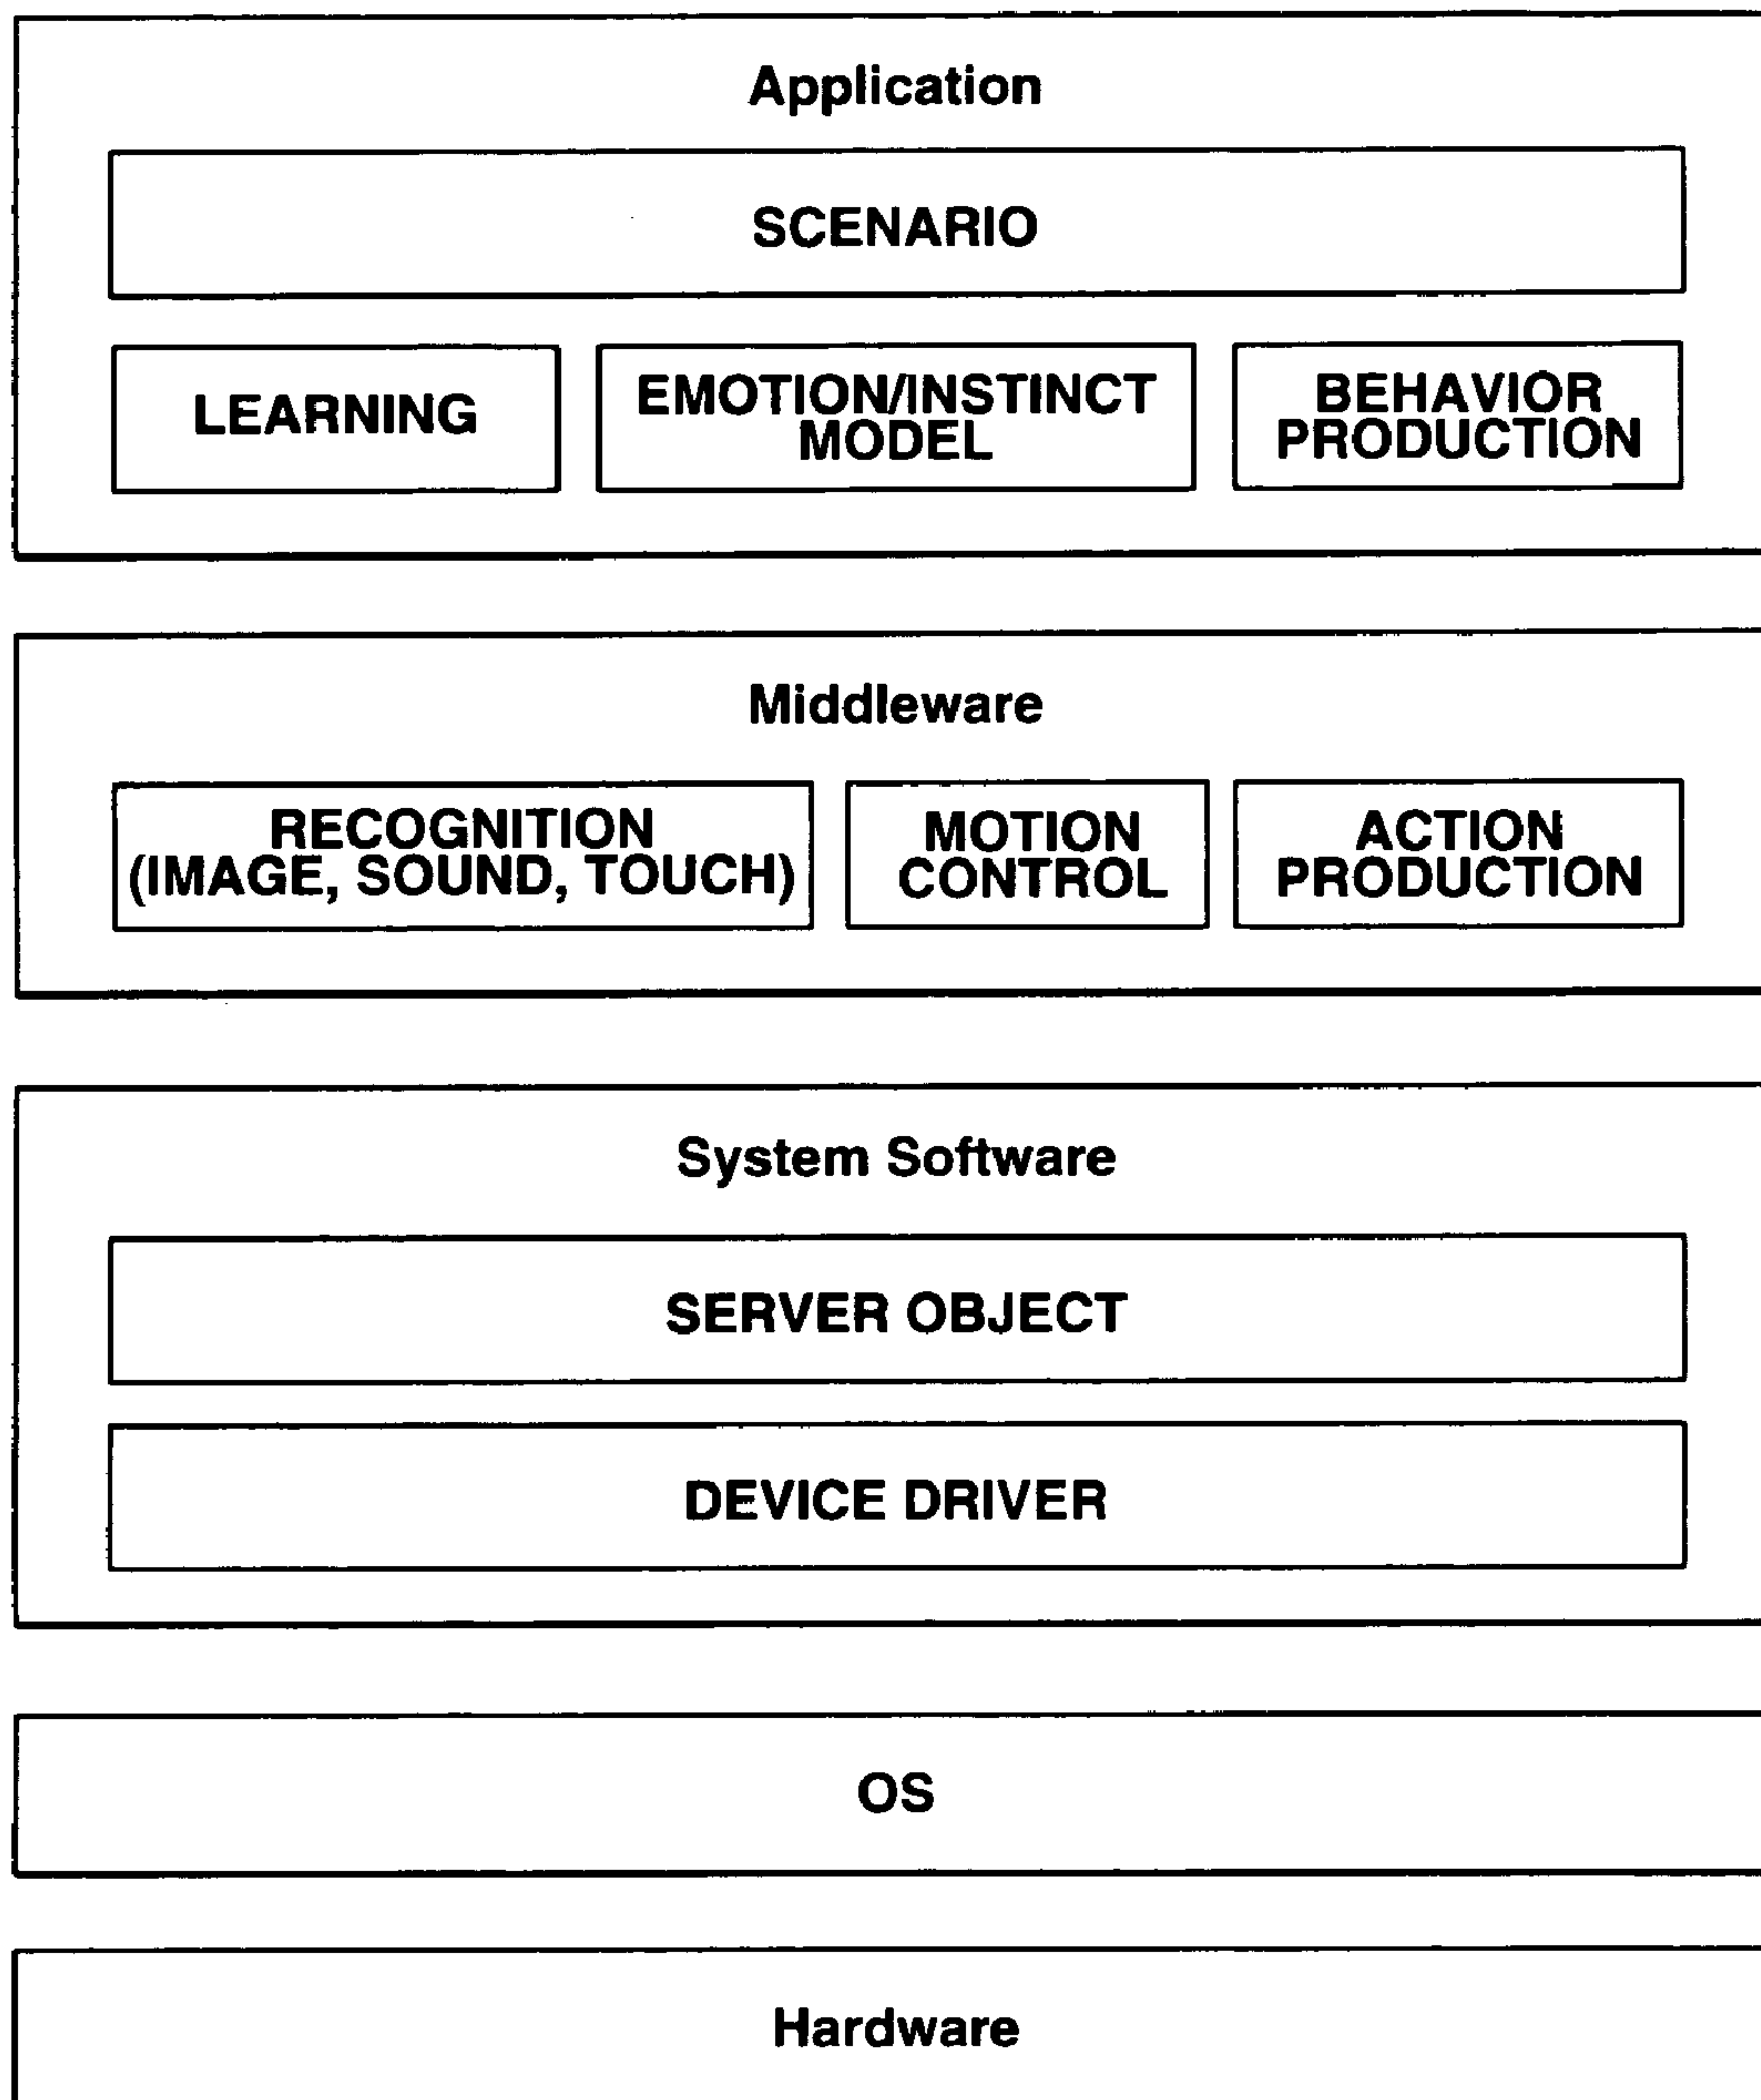 Application
SCENARIO
LEARNING
EMOTION/INSTINCT
MODEL
BEHAVIOR
PRODUCTION
Middleware
RECOGNITION
(IMAGE, SOUND, TOUCH)
MOTION
CONTROL
ACTION
PRODUCTION
System Software
SERVER OBJECT
DEVICE DRIVER
OS
Hardware